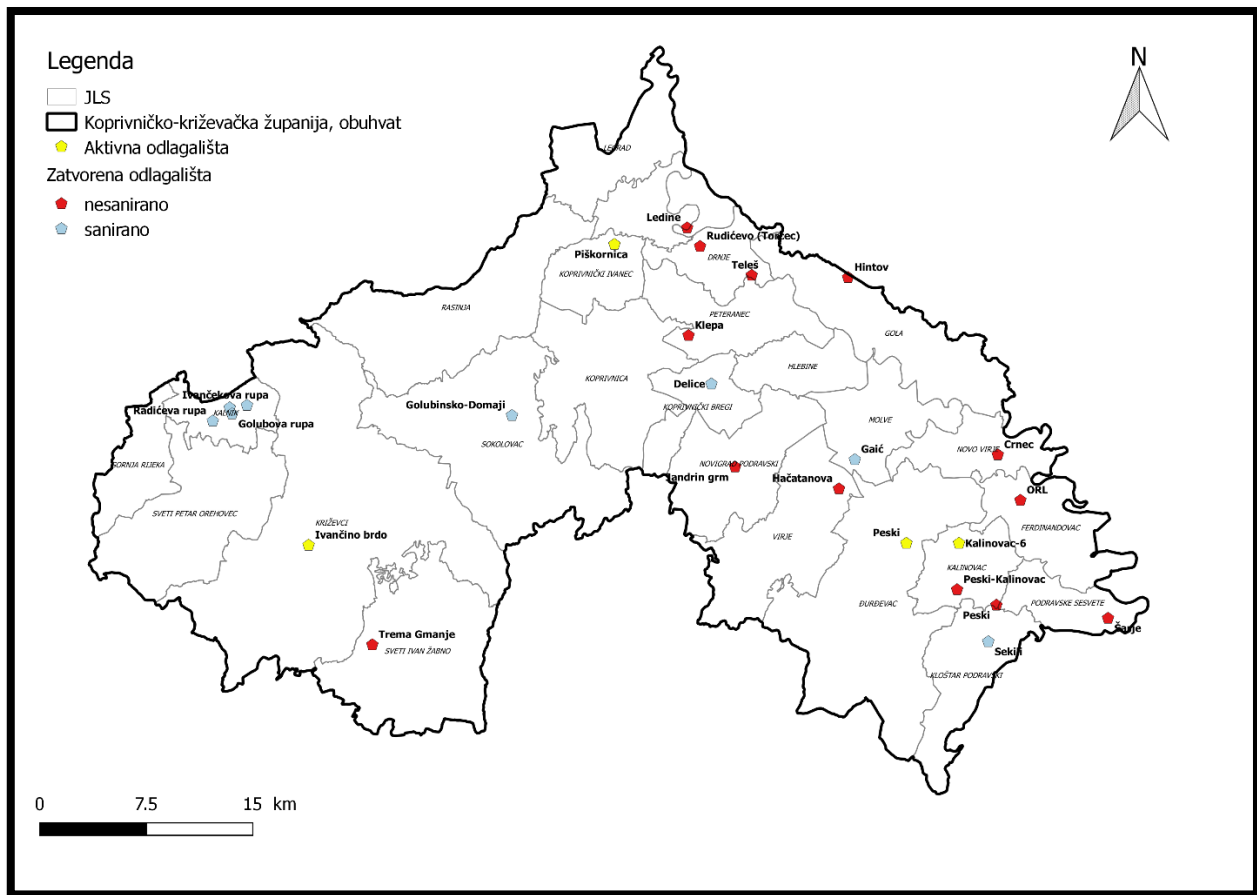 Legenda
N
JLS
Koprivničko-križevačka županija, obuhvat
Aktivna odlagališta
Zatvorena odlagališta
nesanirano
sanirano
LEGRAD
Ledine
Rudićevo (Torčec)
DRNJE
Piškornica
KOPRIVNIČKI IVANEC
Teleš
Hintov
RASINJA
PETERANEC
Klepa
GOLA
HLEBINE
KOPRIVNICA
Delice
KOPRIVNIČKI BREGI
Ivančekova rupa
Radićeva rupa
KALNIK
Golubova rupa
Golubinsko-Domaji
SOKOLOVAC
MOLVE
Gaić
Crnec
NOVO VIRJE
GORNJA RIJEKA
NOVIGRAD PODRAVSKI
Jandrin grm
Hačatanova
ORL
SVETI PETAR OREHOVEC
KRIŽEVCI
Ivančino brdo
VIRJE
FERDINANDOVAC
Peski
Kalinovac-6
KALINOVAC
Peski-Kalinovac
ĐURĐEVAC
PODRAVSKE SESVETE
Peski
Šarje
Trema Gmanje
SVETI IVAN ŽABNO
Sekili
KLOŠTAR PODRAVSKI
0 7.5 15 km